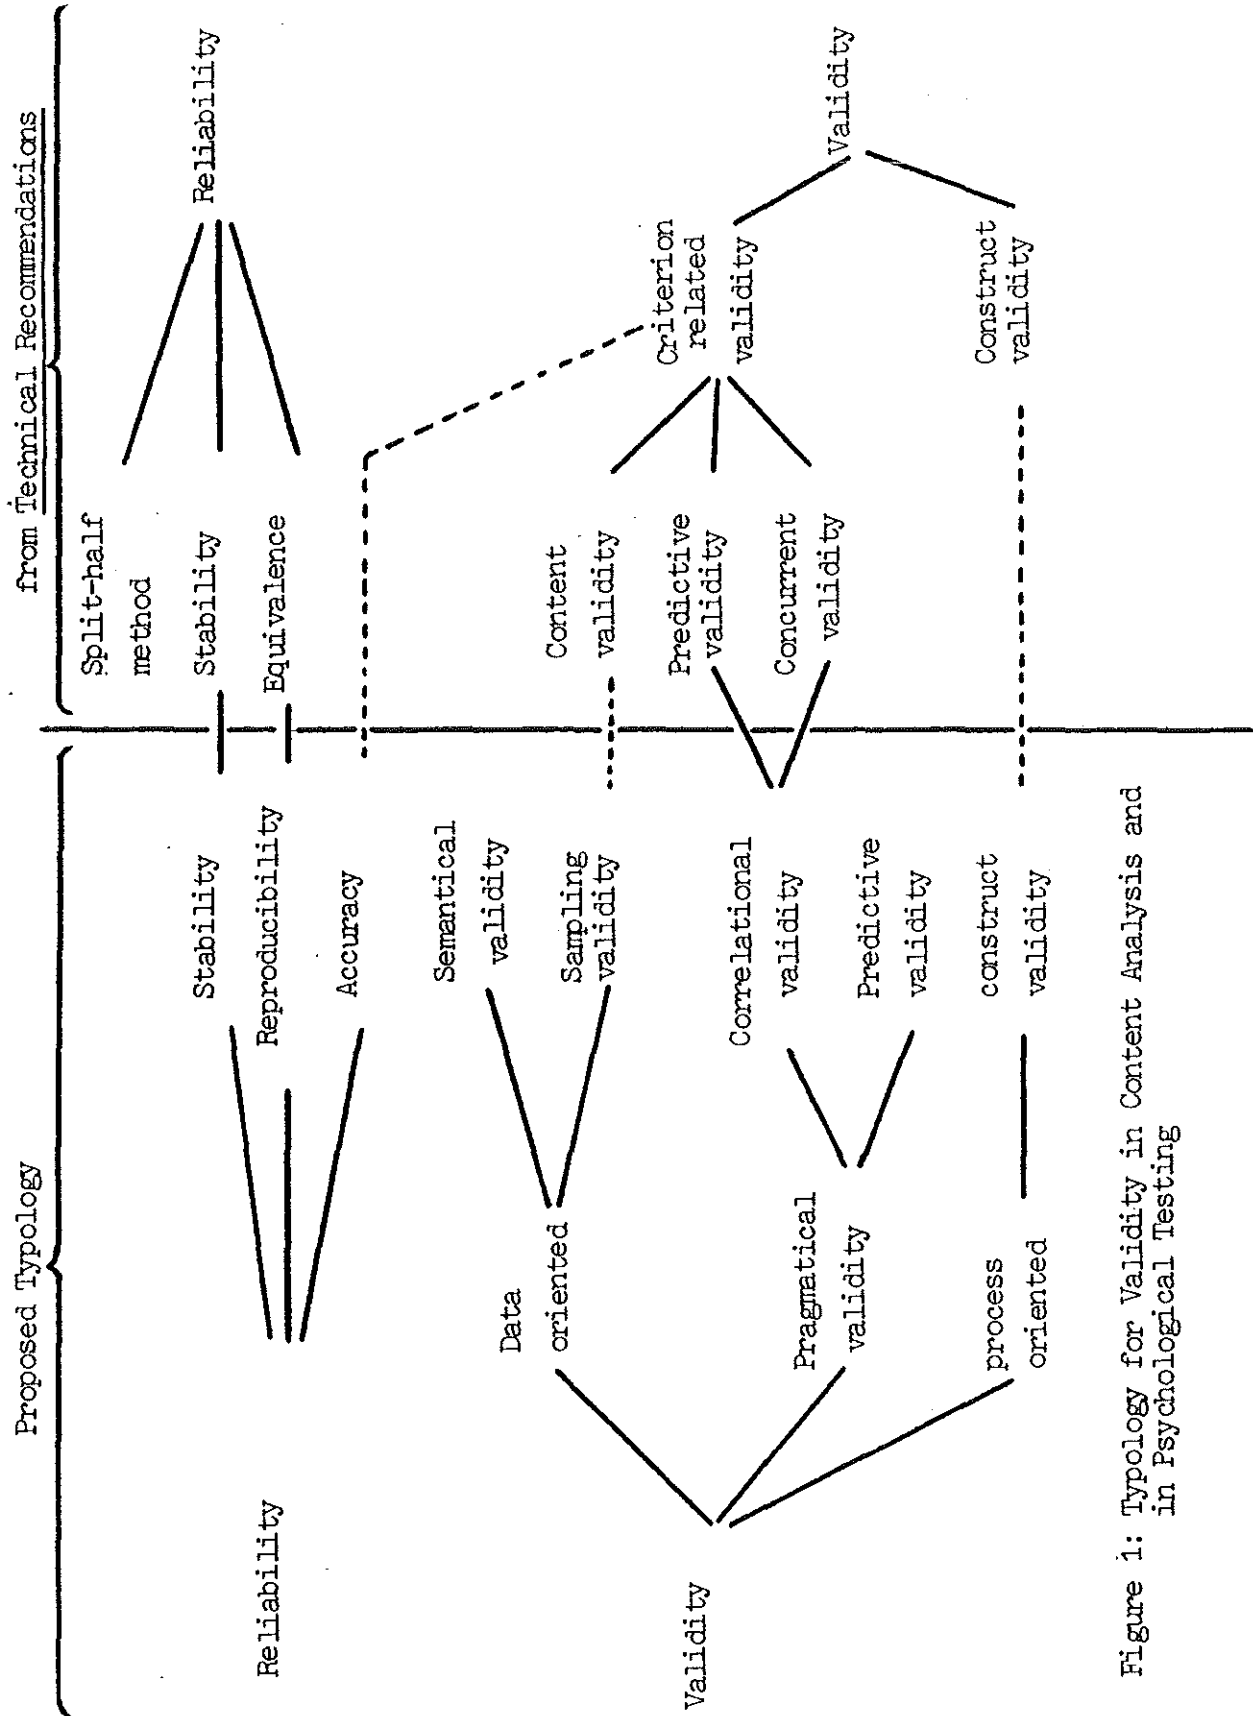 Proposed Typology
from Technical Recommendations
Reliability
Stability
Reproducibility
Accuracy
Split-half
method
Stability
Equivalence
Reliability
Validity
Data
oriented
Semantical
validity
Sampling
validity
Content
validity
Pragmatical
validity
Correlational
validity
Predictive
validity
Predictive
validity
Concurrent
validity
Criterion
related
validity
Validity
process
oriented
construct
validity
Construct
validity
Figure 1: Typology for Validity in Content Analysis and
in Psychological Testing